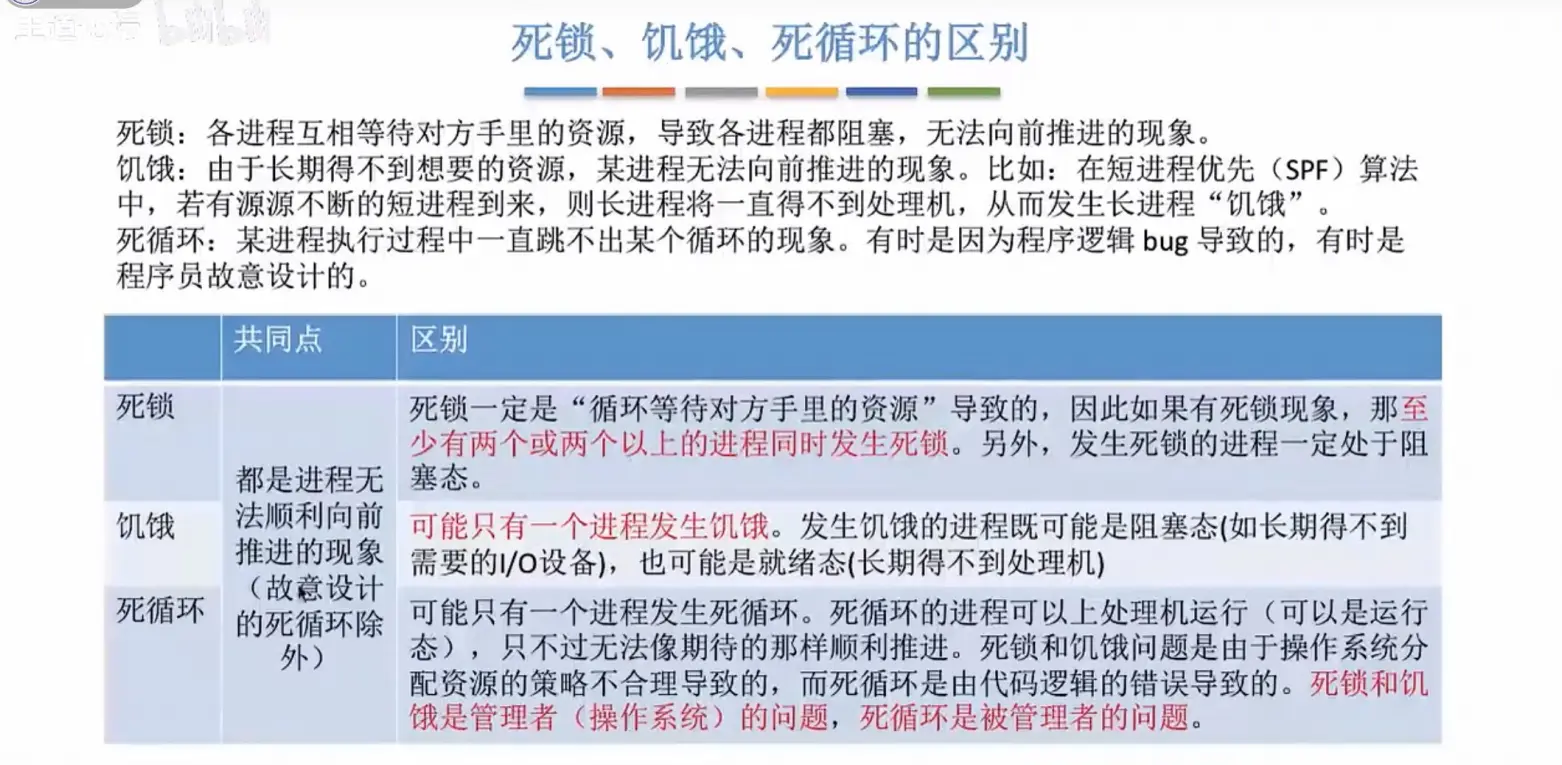 死锁、饥饿、死循环的区别
死锁：各进程互相等待对方手里的资源，导致各进程都阻塞，无法向前推进的现象。
饥饿：由于长期得不到想要的资源，某进程无法向前推进的现象。比如：在短进程优先（SPF）算法
中，若有源源不断的短进程到来，则长进程将一直得不到处理机，从而发生长进程“饥饿”。
死循环：某进程执行过程中一直跳不出某个循环的现象。有时是因为程序逻辑 bug 导致的，有时是
程序员故意设计的。
共同点
区别
死锁
都是进程无
法顺利向前
推进的现象
（故意设计
的死循环除
外）
死锁一定是“循环等待对方手里的资源”导致的，因此如果有死锁现象，那至
少有两个或两个以上的进程同时发生死锁。另外，发生死锁的进程一定处于阻
塞态。
饥饿
可能只有一个进程发生饥饿。发生饥饿的进程既可能是阻塞态(如长期得不到
需要的I/O设备)，也可能是就绪态(长期得不到处理机)
死循环
可能只有一个进程发生死循环。死循环的进程可以上处理机运行（可以是运行
态），只不过无法像期待的那样顺利推进。死锁和饥饿问题是由于操作系统分
配资源的策略不合理导致的，而死循环是由代码逻辑的错误导致的。死锁和饥
饿是管理者（操作系统）的问题，死循环是被管理者的问题。